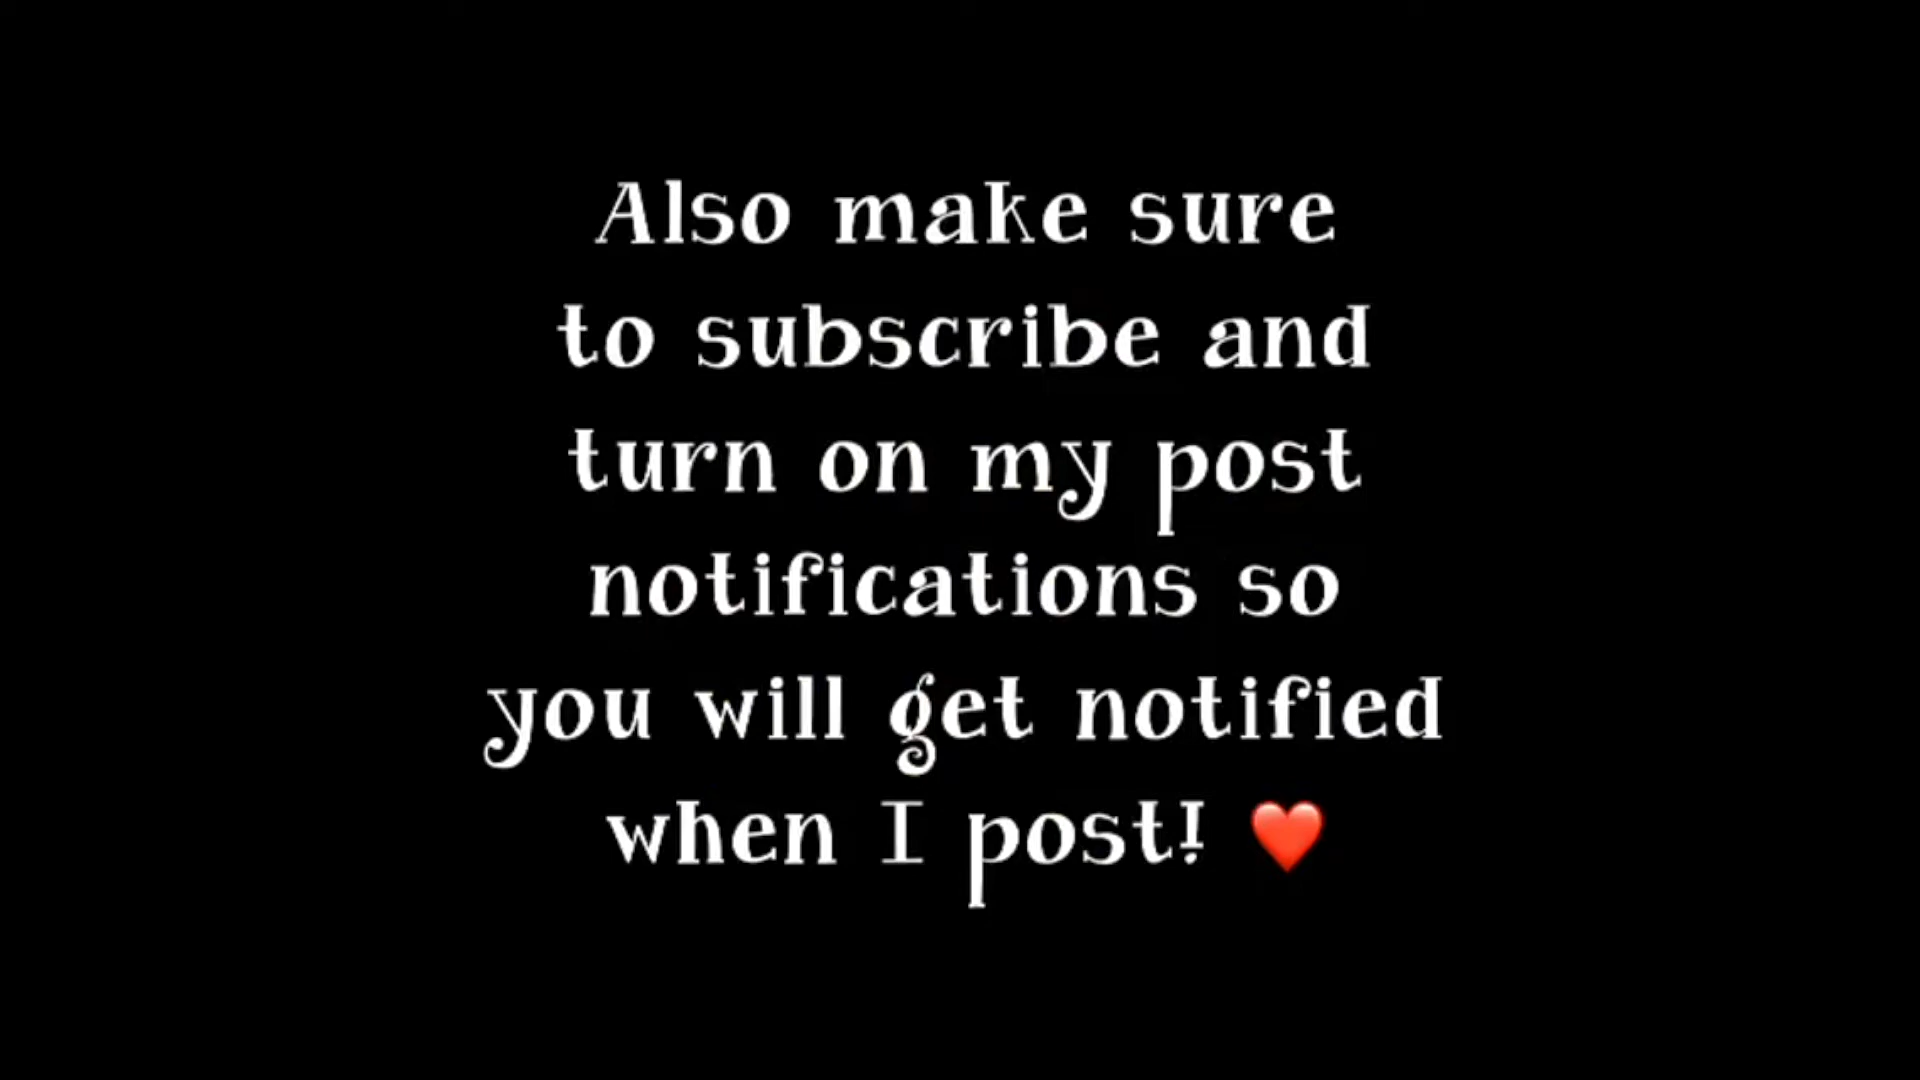 Also make sure
to subscribe and
turn on my post
notifications so
you will get notified
when I post! ❤️